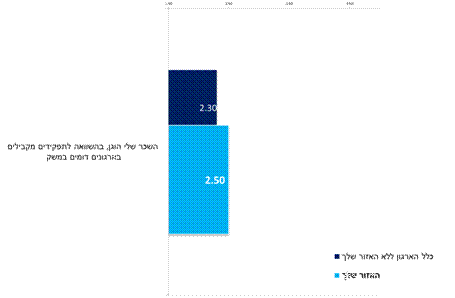 2.30
השכר שלי הוגן, בהשוואה לתפקידים מקבילים
בארגונים דומים במשק
2.50
כלל הארגון ללא האזור שלך
האזור שלך